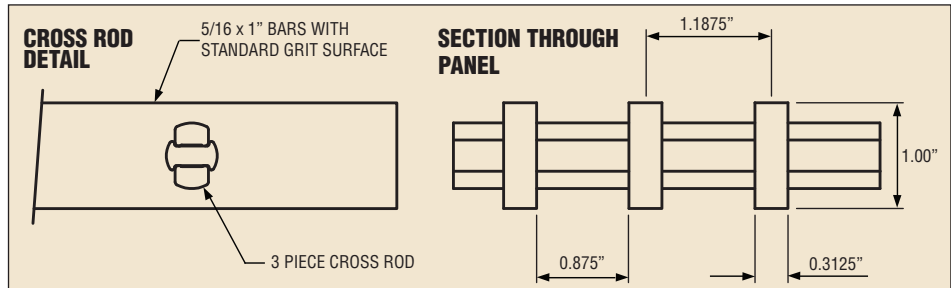 CROSS ROD
DETAIL
5/16 x 1” BARS WITH
STANDARD GRIT SURFACE
3 PIECE CROSS ROD
SECTION THROUGH
PANEL
1.1875”
1.00”
0.875”
0.3125”